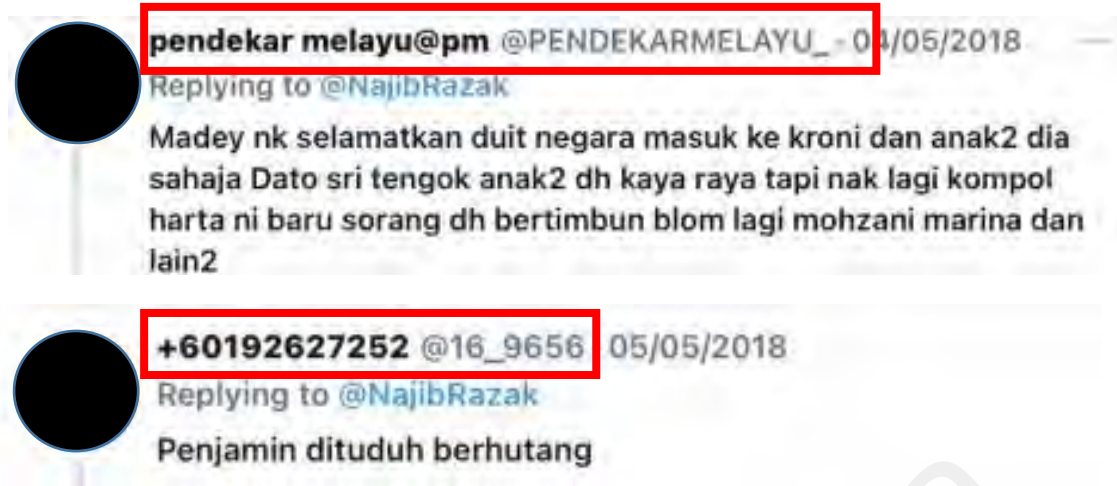 pendekar melayu@pm @PENDEKARMELAYU_ - 04/05/2018
Replying to @NajibRazak
Madey nk selamatkan duit negara masuk ke kroni dan anak2 dia
sahaja Dato sri tengok anak2 dh kaya raya tapi nak lagi kompol
harta ni baru sorang dh bertimbun blom lagi mohzani marina dan
lain2
+60192627252 @16_9656 05/05/2018
Replying to @NajibRazak
Penjamin dituduh berhutang